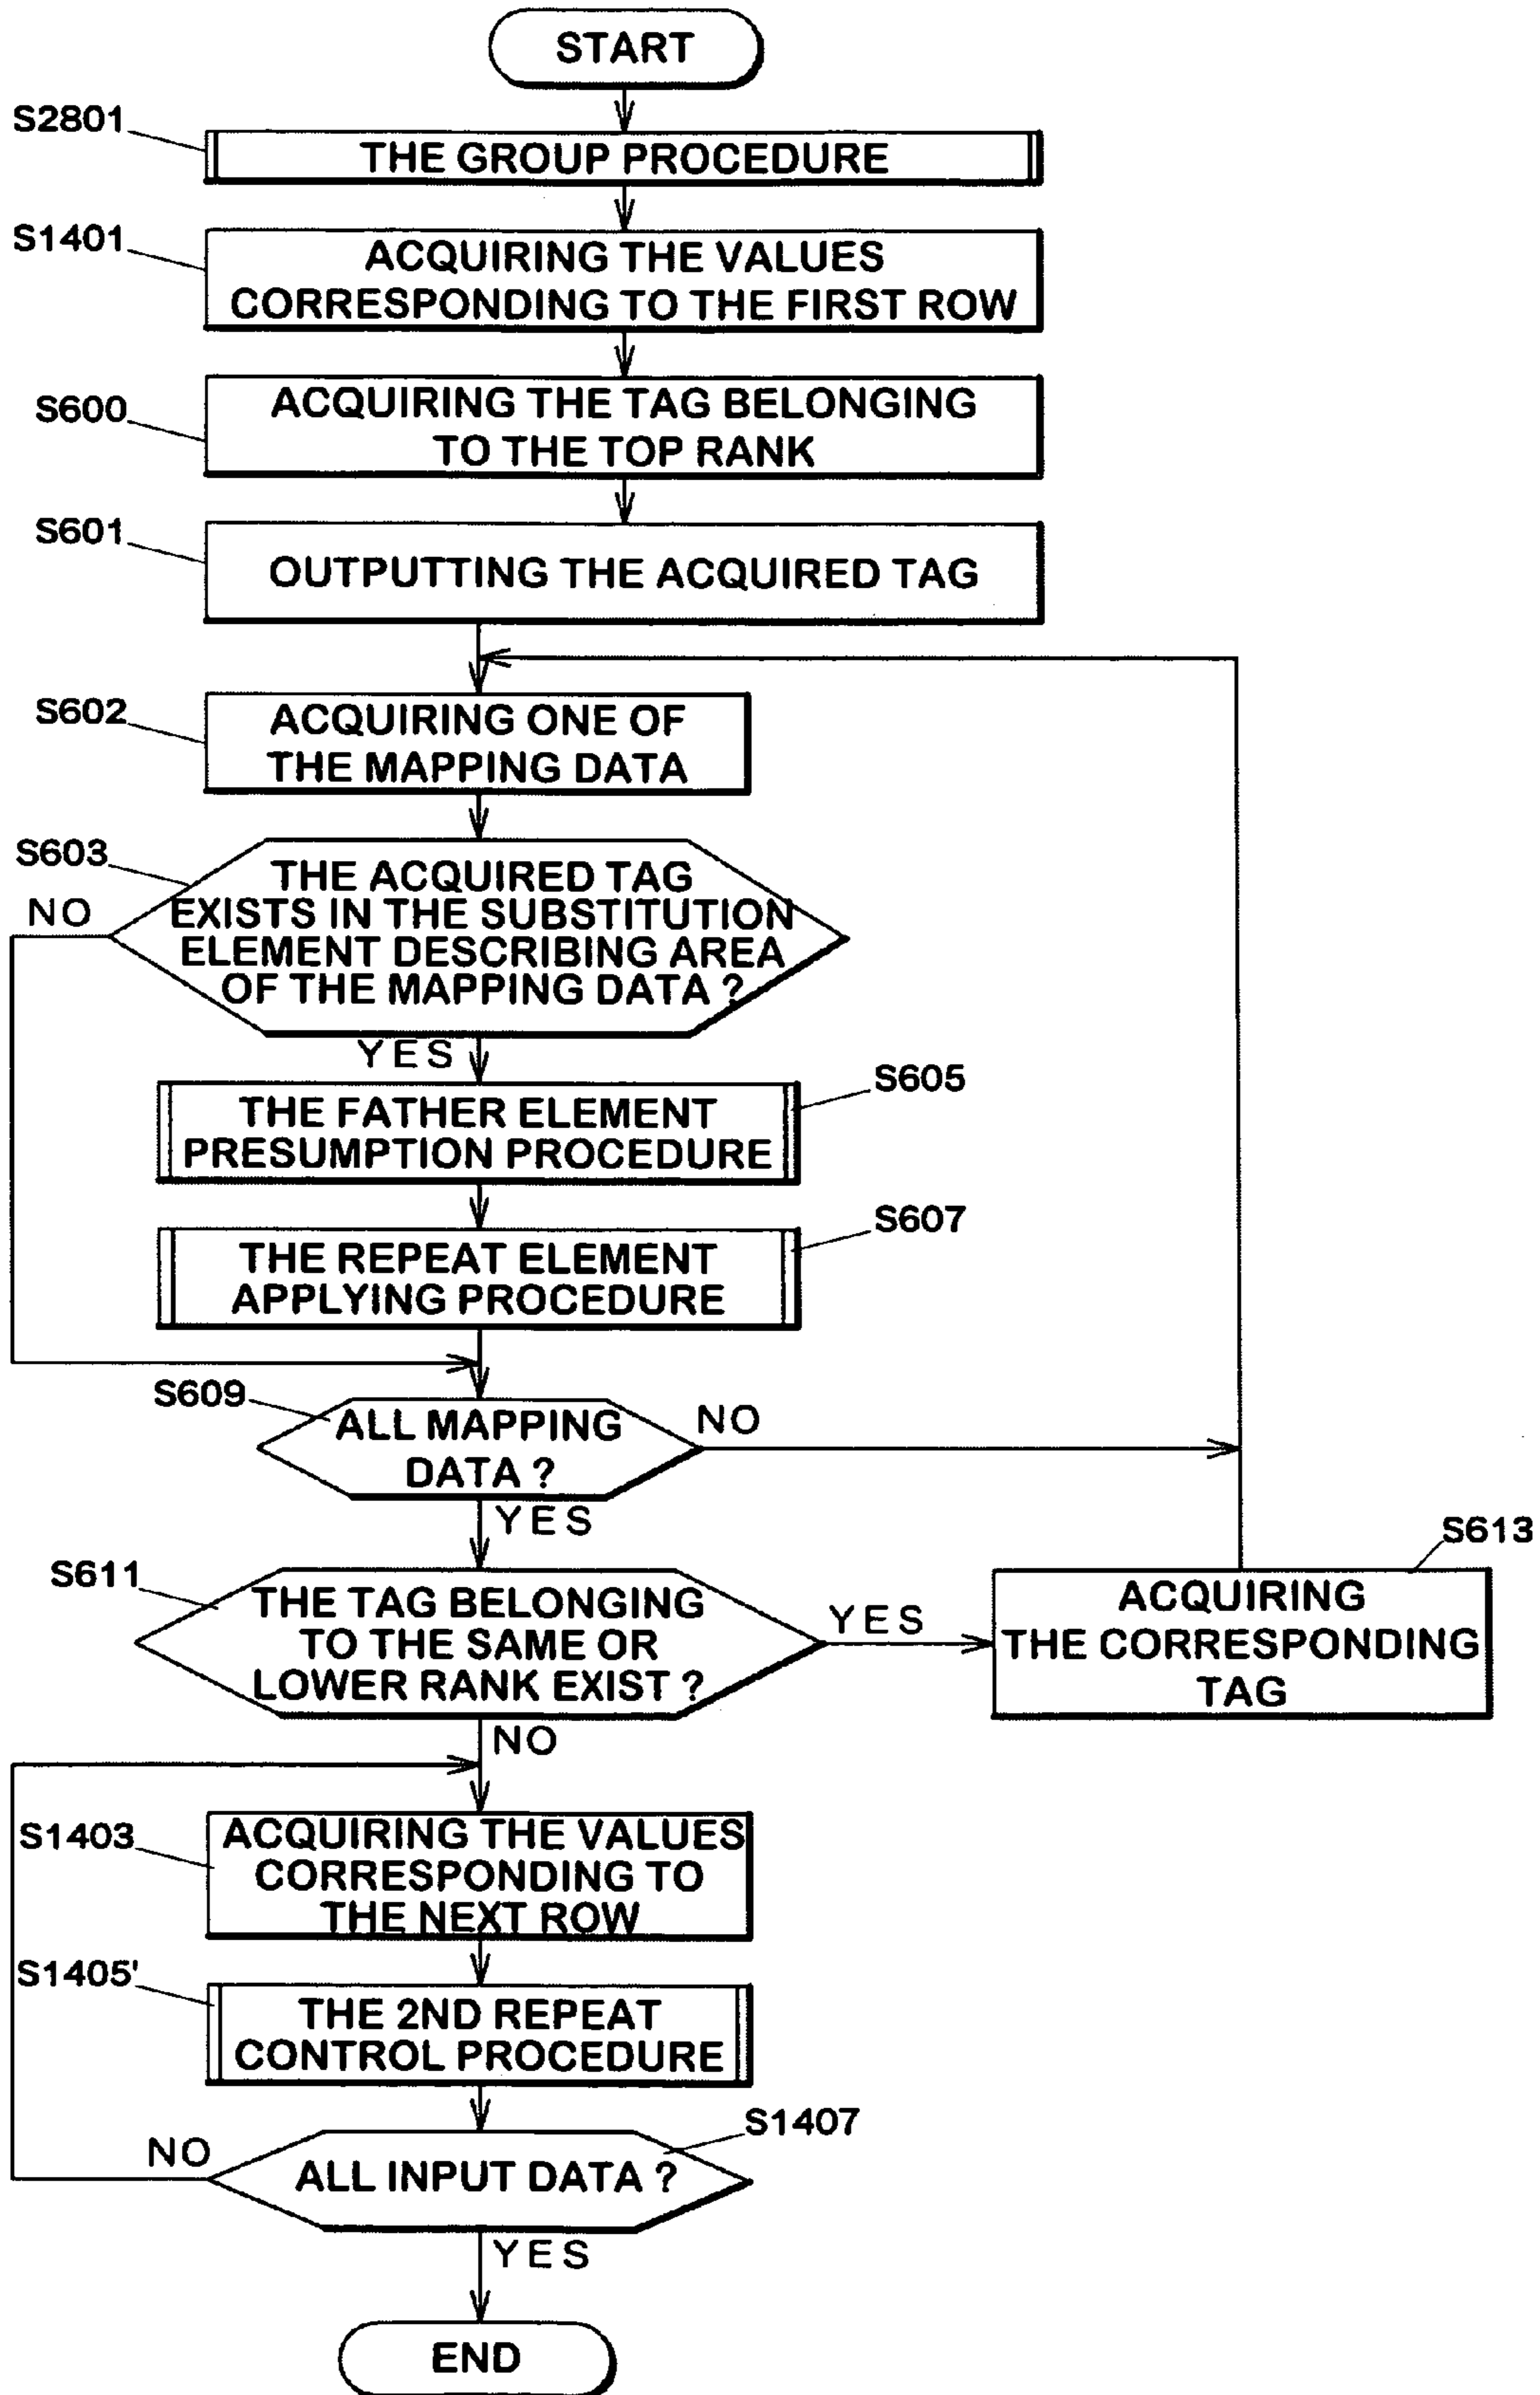 START
S2801
THE GROUP PROCEDURE
S1401
ACQUIRING THE VALUES
CORRESPONDING TO THE FIRST ROW
S600
ACQUIRING THE TAG BELONGING
TO THE TOP RANK
S601
OUTPUTTING THE ACQUIRED TAG
S602
ACQUIRING ONE OF
THE MAPPING DATA
S603
THE ACQUIRED TAG
EXISTS IN THE SUBSTITUTION
ELEMENT DESCRIBING AREA
OF THE MAPPING DATA ?
NO
YES
S605
THE FATHER ELEMENT
PRESUMPTION PROCEDURE
S607
THE REPEAT ELEMENT
APPLYING PROCEDURE
S609
ALL MAPPING
DATA ?
NO
YES
S611
THE TAG BELONGING
TO THE SAME OR
LOWER RANK EXIST ?
YES
S613
ACQUIRING
THE CORRESPONDING
TAG
NO
S1403
ACQUIRING THE VALUES
CORRESPONDING TO
THE NEXT ROW
S1405'
THE 2ND REPEAT
CONTROL PROCEDURE
S1407
NO
ALL INPUT DATA ?
YES
END